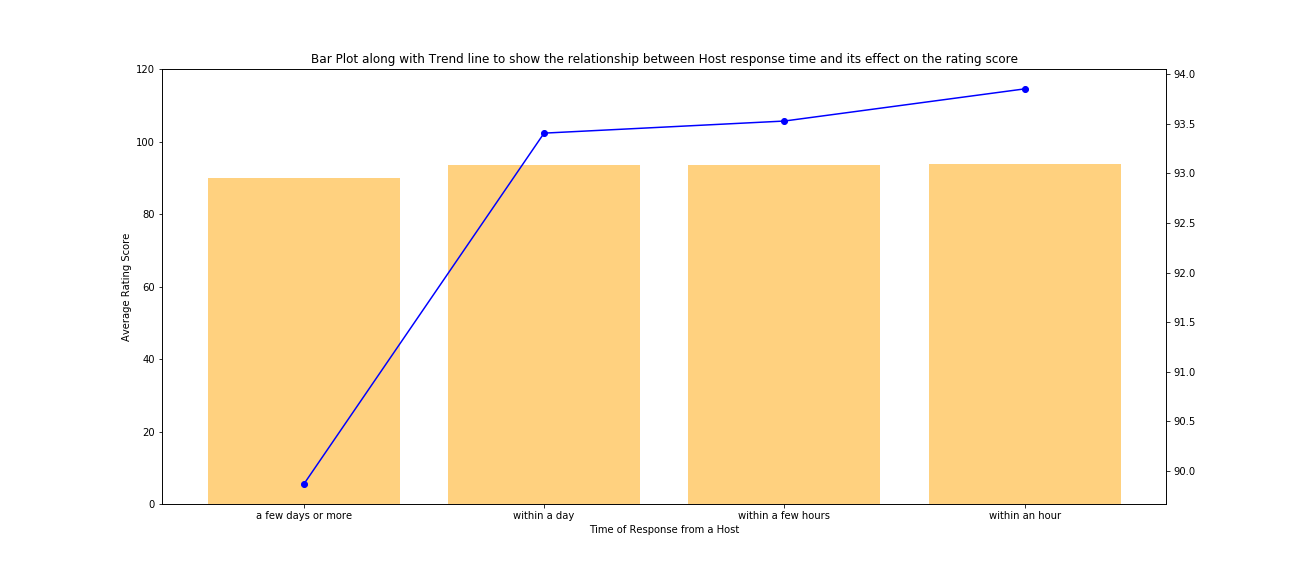 Bar Plot along with Trend line to show the relationship between Host response time and its effect on the rating score
120
100
80
60
40
20
0
Average Rating Score
94.0
93.5
93.0
92.5
92.0
91.5
91.0
90.5
90.0
a few days or more
within a day
within a few hours
within an hour
Time of Response from a Host